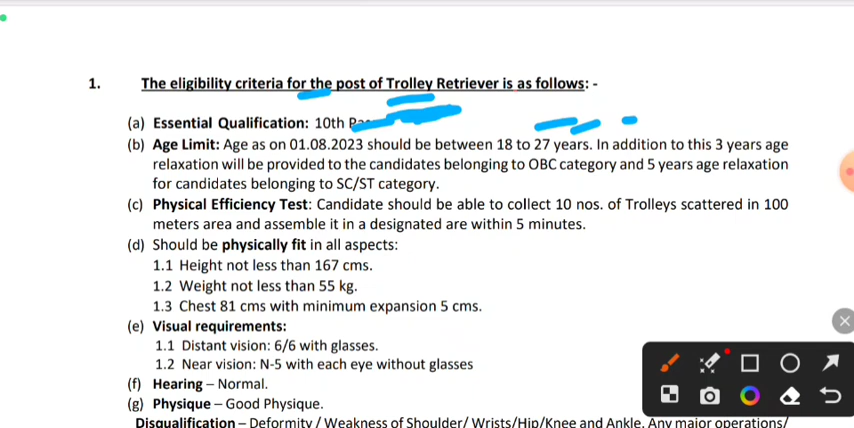 1. The eligibility criteria for the post of Trolley Retriever is as follows: -
(a) Essential Qualification: 10th
(b) Age Limit: Age as on 01.08.2023 should be between 18 to 27 years. In addition to this 3 years age
relaxation will be provided to the candidates belonging to OBC category and 5 years age relaxation
for candidates belonging to SC/ST category.
(c) Physical Efficiency Test: Candidate should be able to collect 10 nos. of Trolleys scattered in 100
meters area and assemble it in a designated are within 5 minutes.
(d) Should be physically fit in all aspects:
1.1 Height not less than 167 cms.
1.2 Weight not less than 55 kg.
1.3 Chest 81 cms with minimum expansion 5 cms.
(e) Visual requirements:
1.1 Distant vision: 6/6 with glasses.
1.2 Near vision: N-5 with each eye without glasses
(f) Hearing – Normal.
(g) Physique – Good Physique.
Disqualification – Deformity / Weakness of Shoulder/ Wrists/Hip/Knee and Ankle. Any major operations/